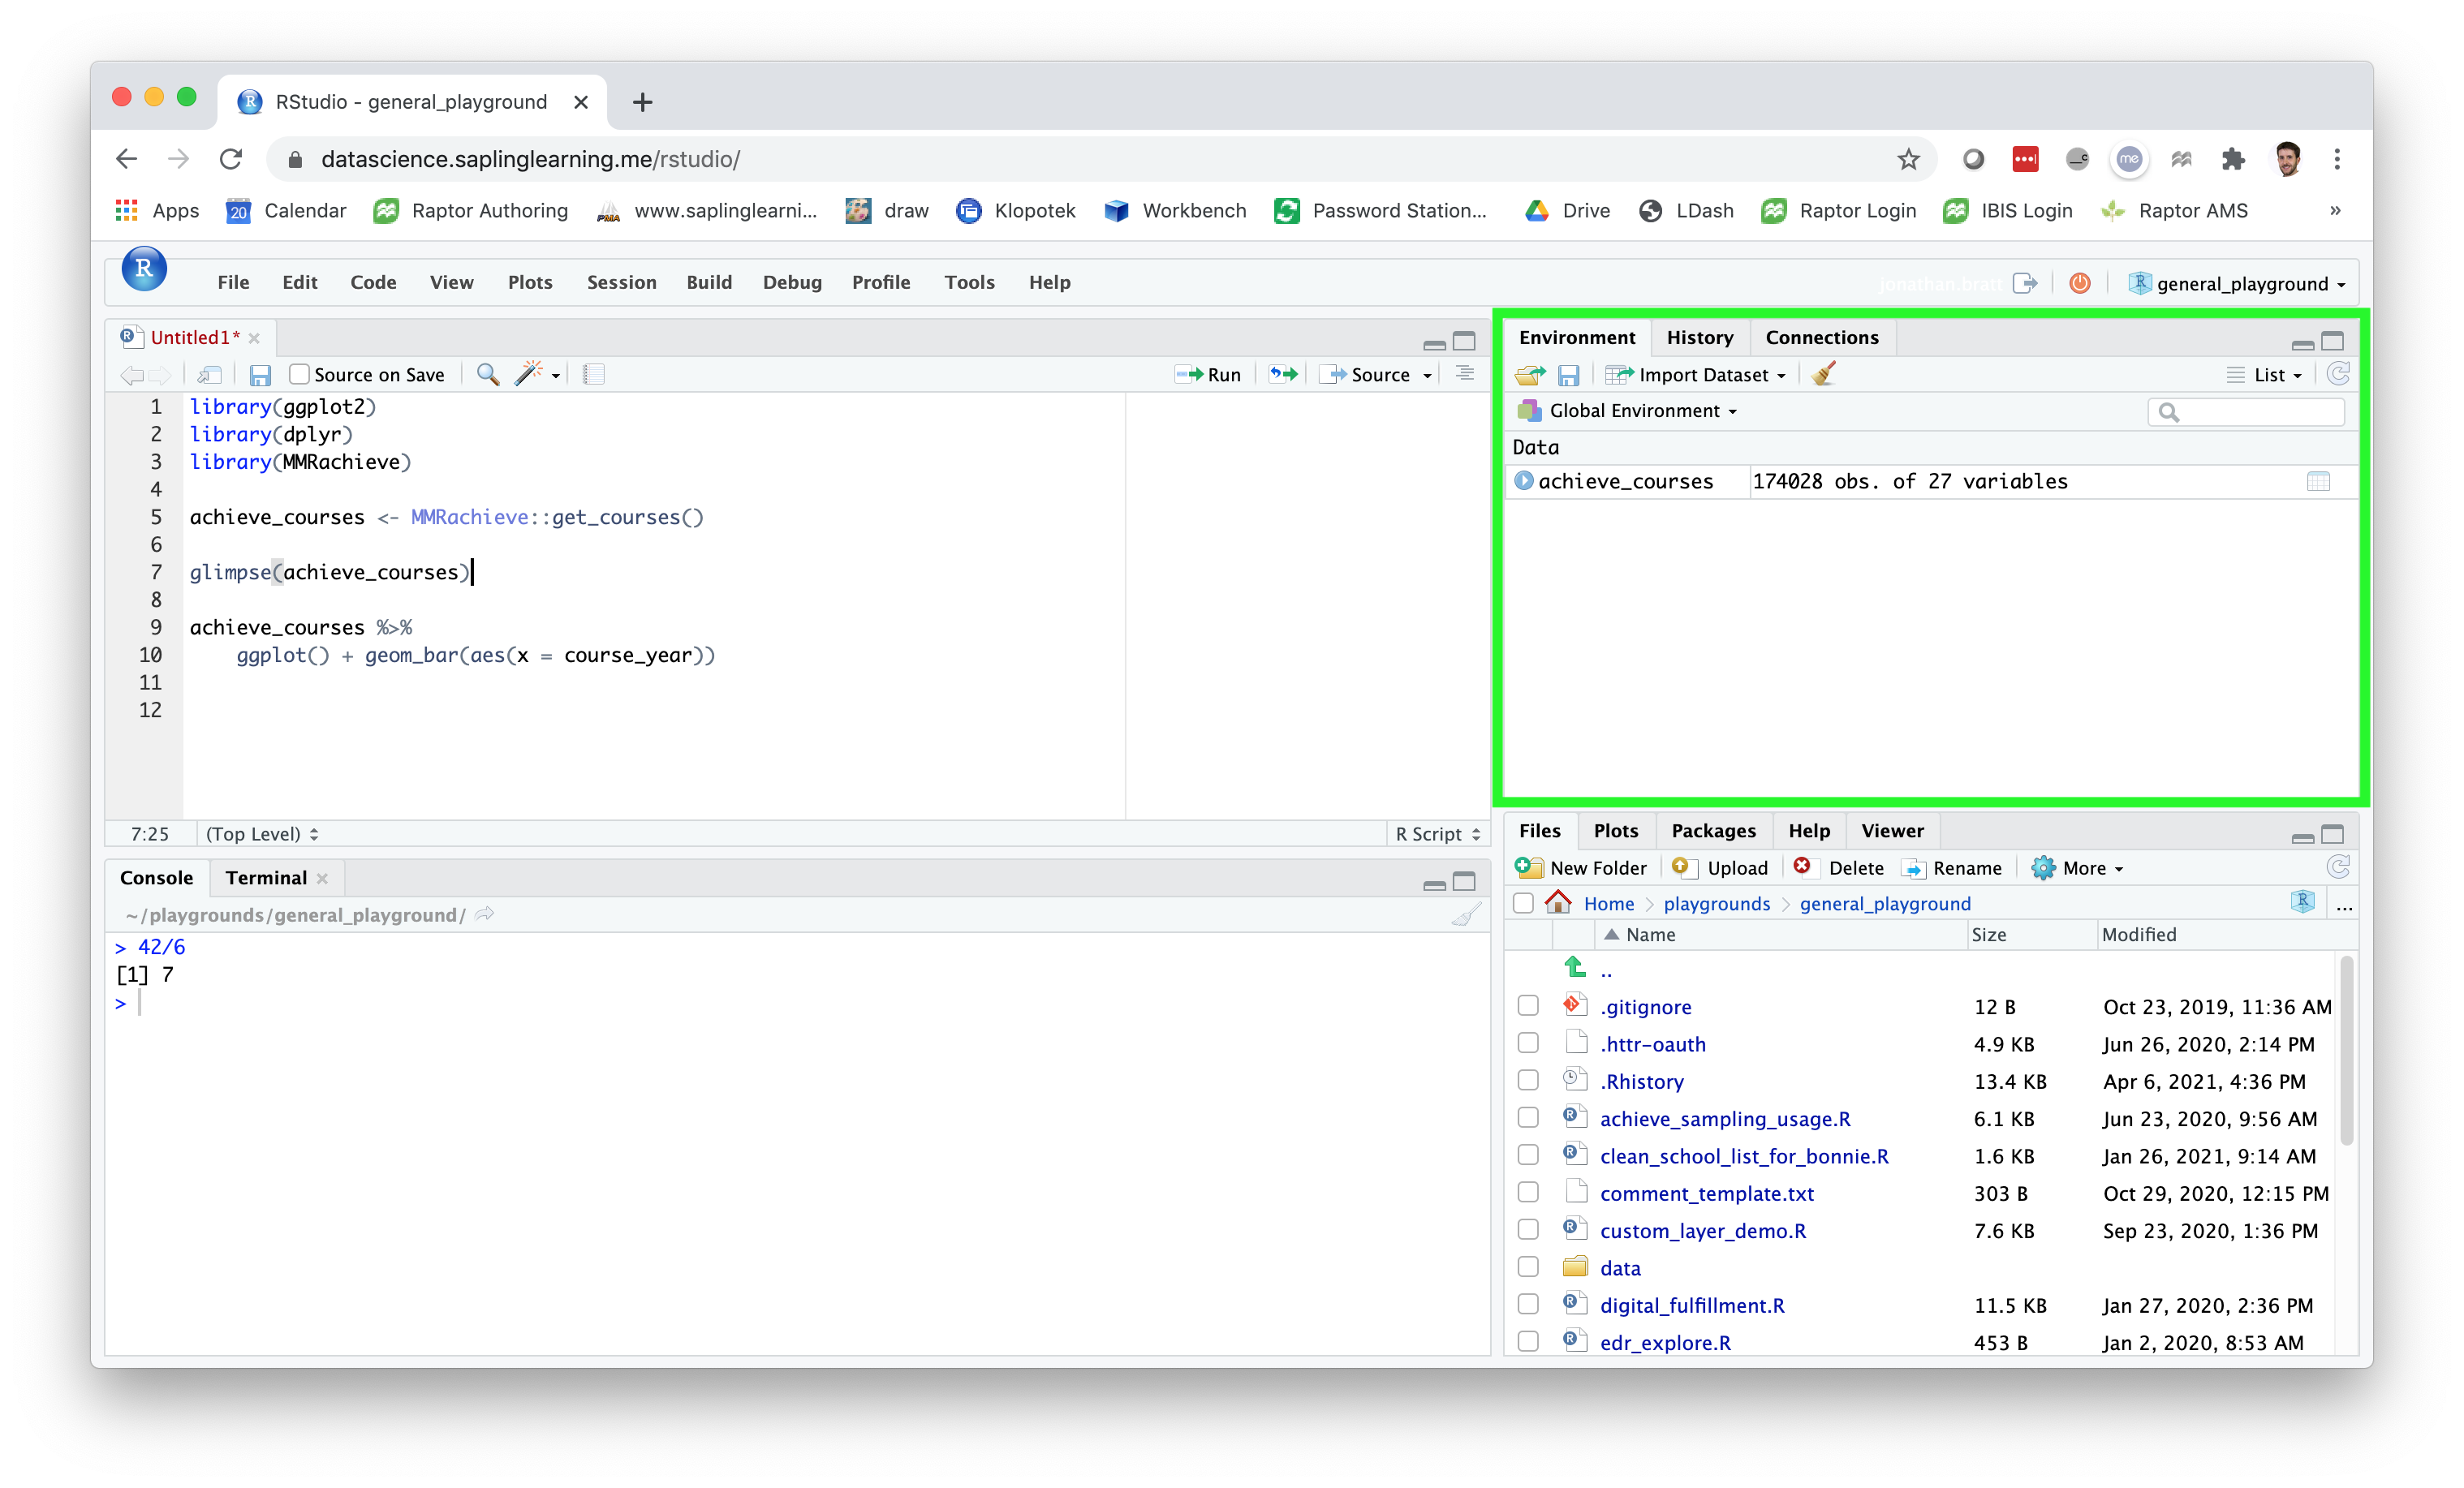 RStudio - general_playground
datascience.saplinglearning.me/rstudio/
me
Apps 20 Calendar Raptor Authoring PMA www.saplinglearni... draw Klopotek Workbench Password Station... Drive LDash Raptor Login IBIS Login Raptor AMS »
R File Edit Code View Plots Session Build Debug Profile Tools Help jonathan.bratt general_playground
Untitled1*
Source on Save Run Source
1 library(ggplot2)
2 library(dplyr)
3 library(MMRachieve)
4
5 achieve_courses <- MMRachieve::get_courses()
6
7 glimpse(achieve_courses)
8
9 achieve_courses %>%
10 ggplot() + geom_bar(aes(x = course_year))
11
12
7:25 (Top Level) R Script
Console Terminal
~/playgrounds/general_playground/
> 42/6
[1] 7
>
Environment History Connections
Import Dataset List
Global Environment
Data
achieve_courses 174028 obs. of 27 variables
Files Plots Packages Help Viewer
New Folder Upload Delete Rename More
Home playgrounds general_playground ...
Name Size Modified
..
.gitignore 12 B Oct 23, 2019, 11:36 AM
.httr-oauth 4.9 KB Jun 26, 2020, 2:14 PM
.Rhistory 13.4 KB Apr 6, 2021, 4:36 PM
achieve_sampling_usage.R 6.1 KB Jun 23, 2020, 9:56 AM
clean_school_list_for_bonnie.R 1.6 KB Jan 26, 2021, 9:14 AM
comment_template.txt 303 B Oct 29, 2020, 12:15 PM
custom_layer_demo.R 7.6 KB Sep 23, 2020, 1:36 PM
data
digital_fulfillment.R 11.5 KB Jan 27, 2020, 2:36 PM
edr_explore.R 453 B Jan 2, 2020, 8:53 AM